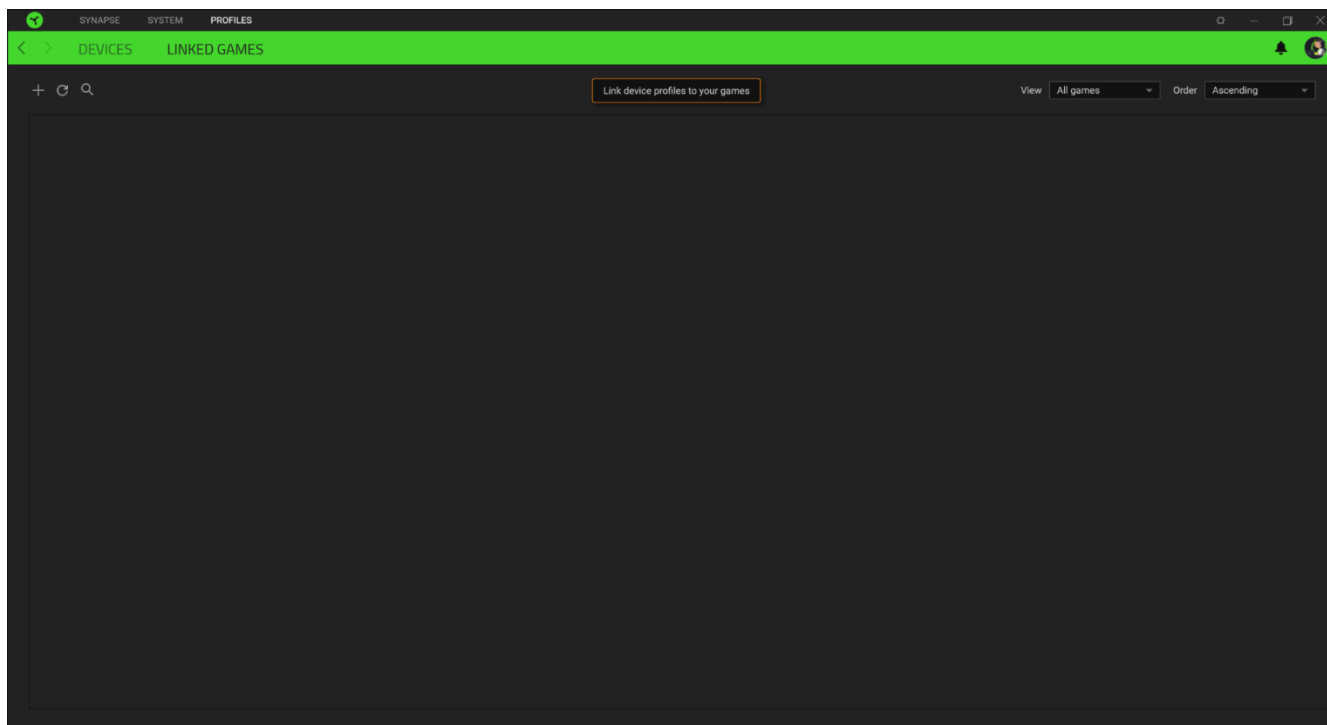 SYNAPSE SYSTEM PROFILES
DEVICES LINKED GAMES
Link device profiles to your games View All games Order Ascending